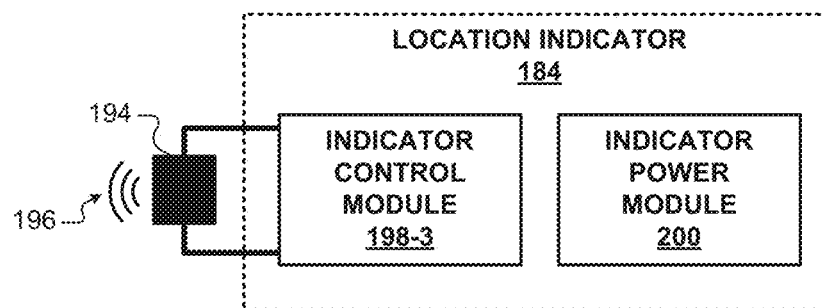 LOCATION INDICATOR
184
194
196
INDICATOR
CONTROL
MODULE
198-3
INDICATOR
POWER
MODULE
200